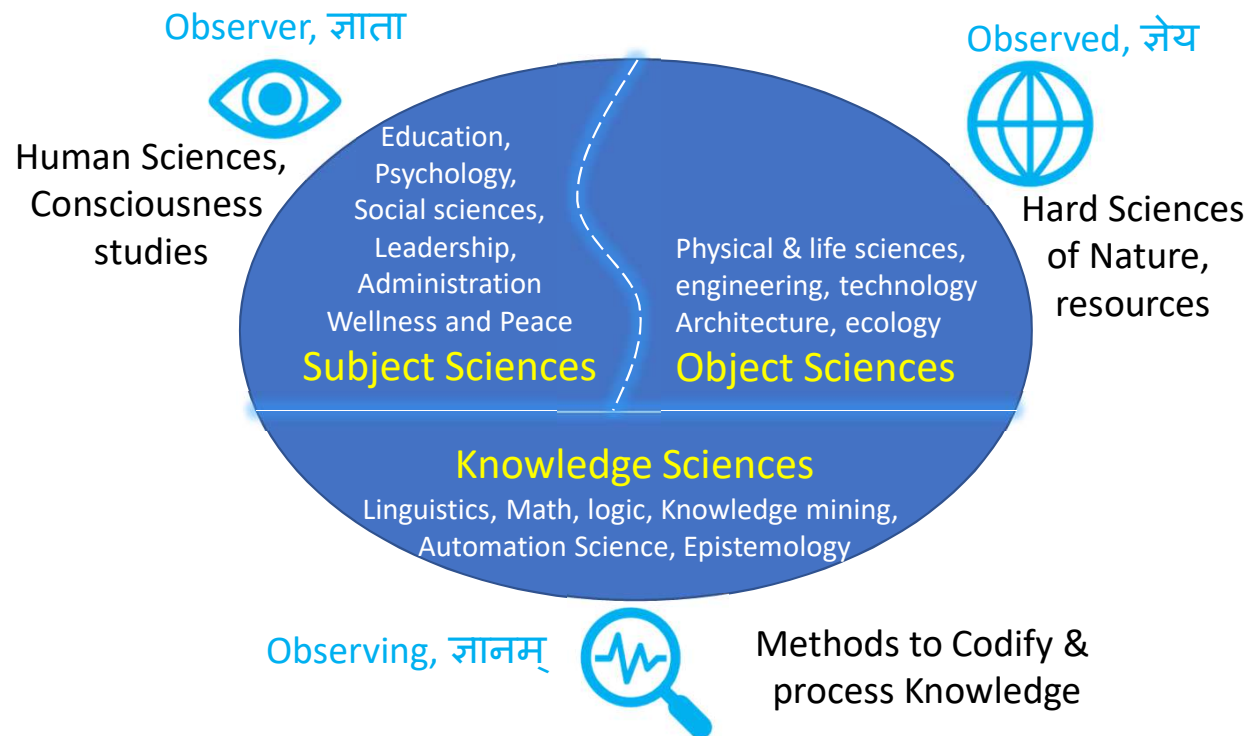 Observer, ज्ञाता
Observed, ज्ञेय
Human Sciences,
Consciousness
studies
Education,
Psychology,
Social sciences,
Leadership,
Administration
Wellness and Peace
Subject Sciences
Physical & life sciences,
engineering, technology
Architecture, ecology
Object Sciences
Hard Sciences
of Nature,
resources
Knowledge Sciences
Linguistics, Math, logic, Knowledge mining,
Automation Science, Epistemology
Observing, ज्ञानम्
Methods to Codify &
process Knowledge